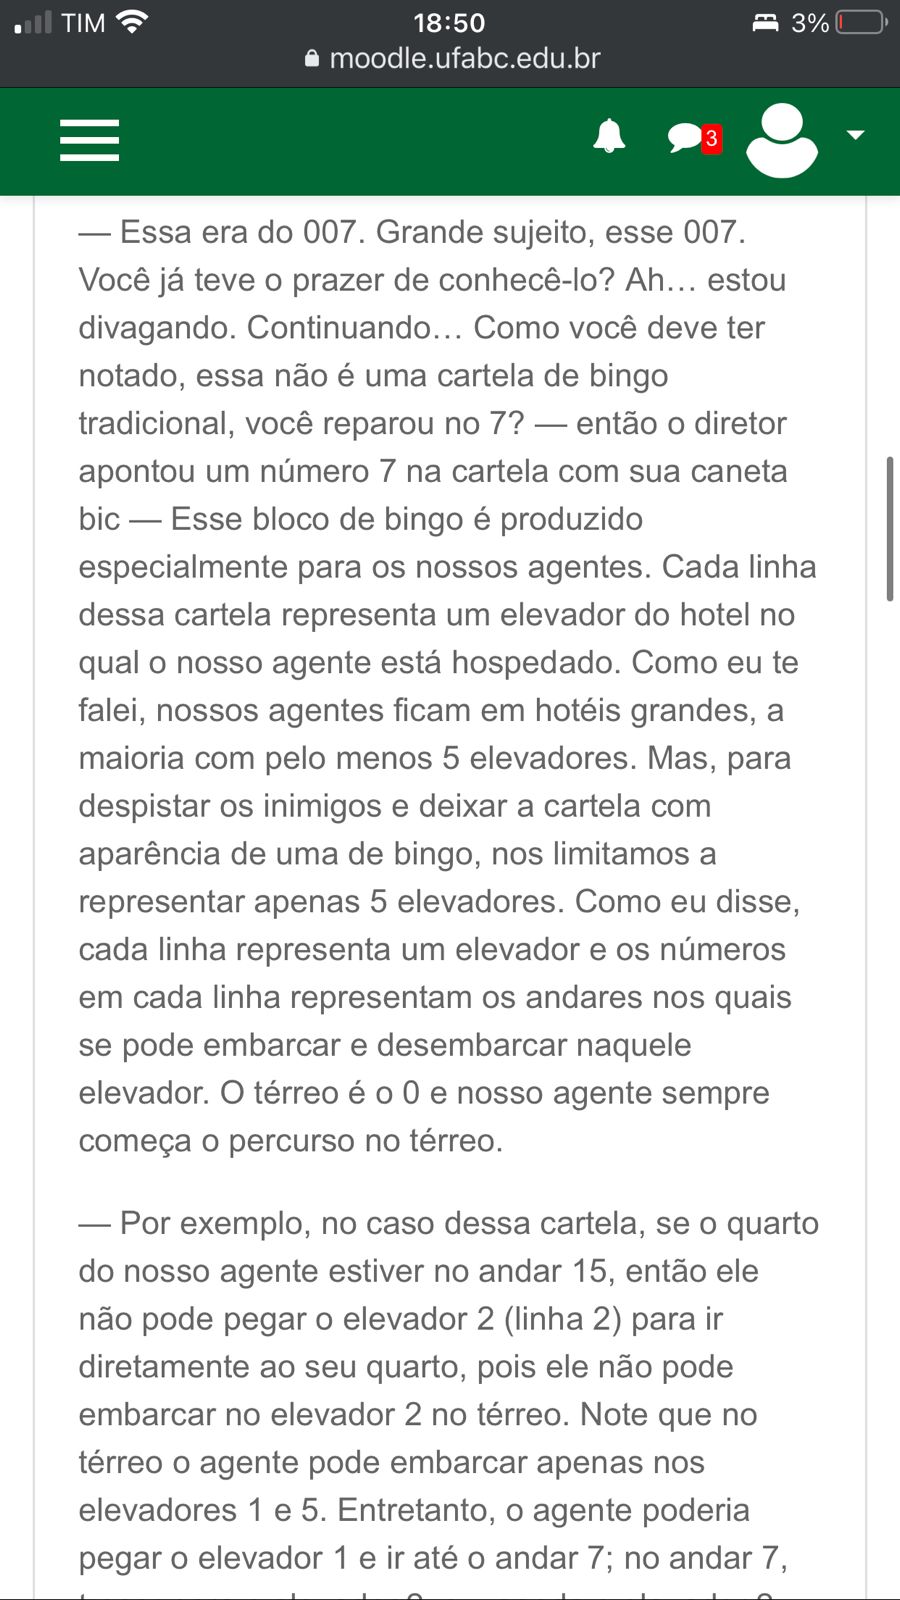 TIM 18:50 3%
moodle.ufabc.edu.br
3
— Essa era do 007. Grande sujeito, esse 007.
Você já teve o prazer de conhecê-lo? Ah… estou
divagando. Continuando… Como você deve ter
notado, essa não é uma cartela de bingo
tradicional, você reparou no 7? — então o diretor
apontou um número 7 na cartela com sua caneta
bic — Esse bloco de bingo é produzido
especialmente para os nossos agentes. Cada linha
dessa cartela representa um elevador do hotel no
qual o nosso agente está hospedado. Como eu te
falei, nossos agentes ficam em hotéis grandes, a
maioria com pelo menos 5 elevadores. Mas, para
despistar os inimigos e deixar a cartela com
aparência de uma de bingo, nos limitamos a
representar apenas 5 elevadores. Como eu disse,
cada linha representa um elevador e os números
em cada linha representam os andares nos quais
se pode embarcar e desembarcar naquele
elevador. O térreo é o 0 e nosso agente sempre
começa o percurso no térreo.
— Por exemplo, no caso dessa cartela, se o quarto
do nosso agente estiver no andar 15, então ele
não pode pegar o elevador 2 (linha 2) para ir
diretamente ao seu quarto, pois ele não pode
embarcar no elevador 2 no térreo. Note que no
térreo o agente pode embarcar apenas nos
elevadores 1 e 5. Entretanto, o agente poderia
pegar o elevador 1 e ir até o andar 7; no andar 7,